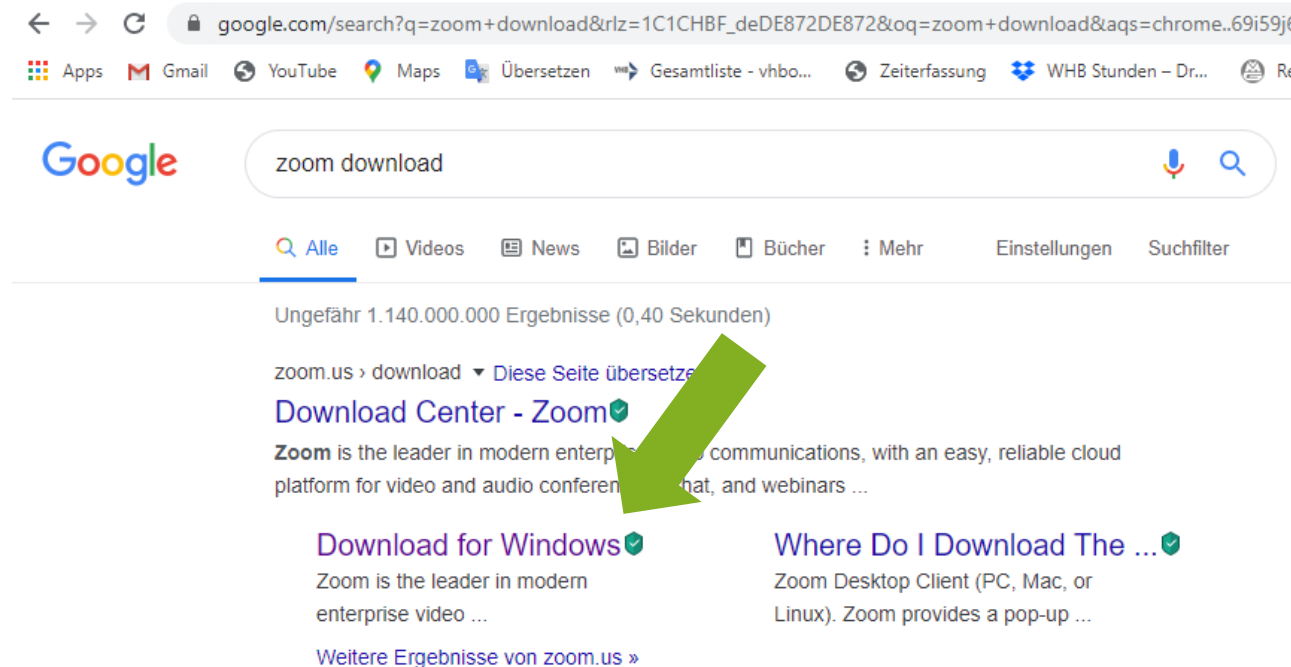 google.com/search?q=zoom+download&rlz=1C1CHBF_deDE872DE872&oq=zoom+download&aqs=chrome..69i59j6
Apps Gmail YouTube Maps Übersetzen Gesamtliste - vhbo... Zeiterfassung WHB Stunden – Dr... Re
Google zoom download
Alle Videos News Bilder Bücher Mehr Einstellungen Suchfilter
Ungefähr 1.140.000.000 Ergebnisse (0,40 Sekunden)
zoom.us › download ▼ Diese Seite übersetze
Download Center - Zoom
Zoom is the leader in modern enterp communications, with an easy, reliable cloud
platform for video and audio conferen hat, and webinars ...
Download for Windows
Zoom is the leader in modern
enterprise video ...
Where Do I Download The ...
Zoom Desktop Client (PC, Mac, or
Linux). Zoom provides a pop-up ...
Weitere Ergebnisse von zoom.us »